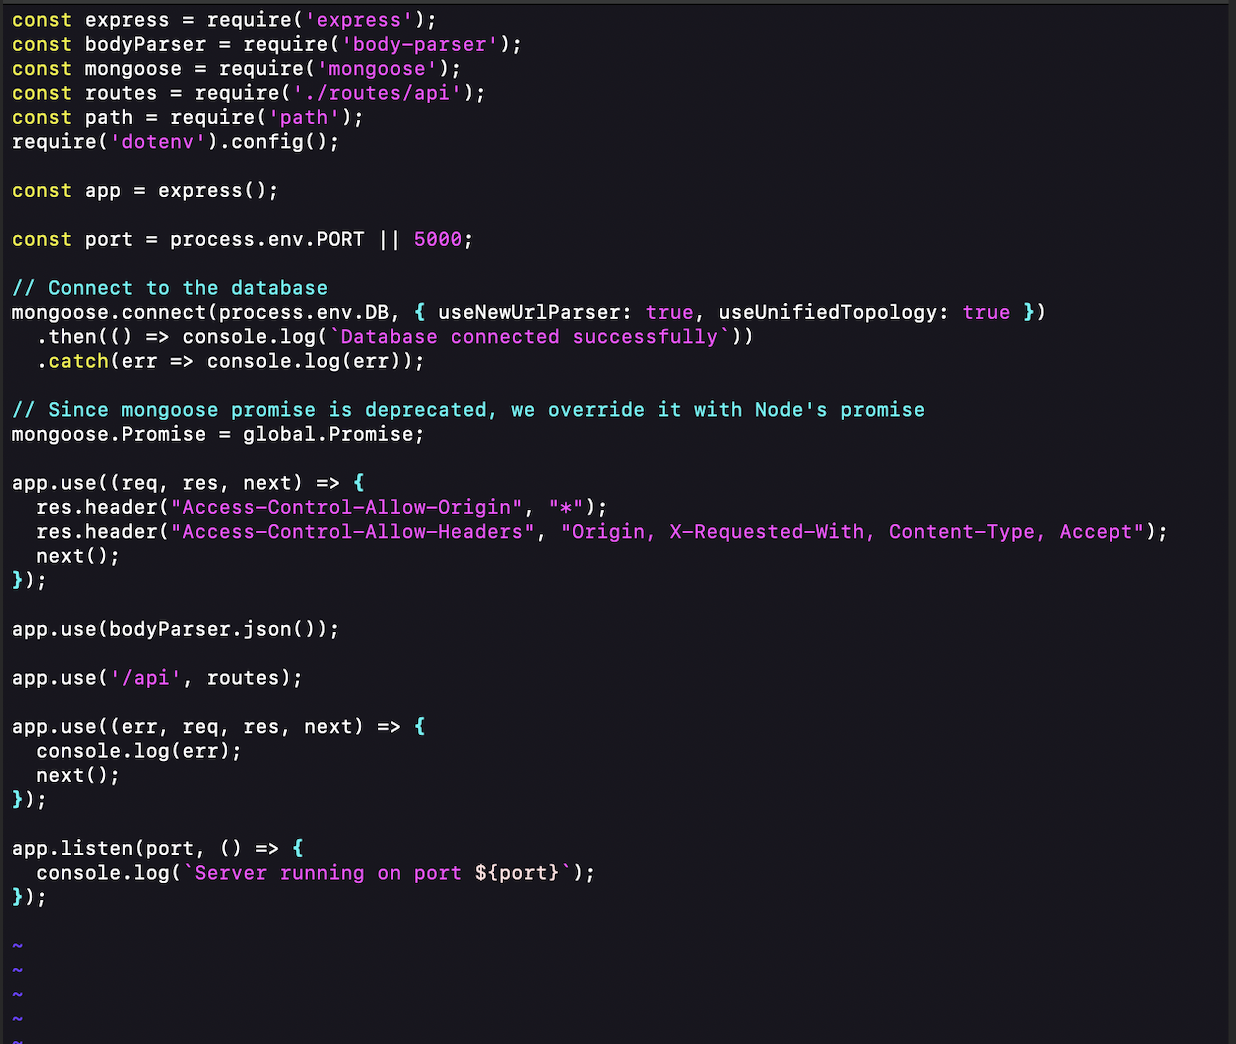 const express = require('express');
const bodyParser = require('body-parser');
const mongoose = require('mongoose');
const routes = require('./routes/api');
const path = require('path');
require('dotenv').config();

const app = express();

const port = process.env.PORT || 5000;

// Connect to the database
mongoose.connect(process.env.DB, { useNewUrlParser: true, useUnifiedTopology: true })
  .then(() => console.log(`Database connected successfully`))
  .catch(err => console.log(err));

// Since mongoose promise is deprecated, we override it with Node's promise
mongoose.Promise = global.Promise;

app.use((req, res, next) => {
  res.header("Access-Control-Allow-Origin", "*");
  res.header("Access-Control-Allow-Headers", "Origin, X-Requested-With, Content-Type, Accept");
  next();
});

app.use(bodyParser.json());

app.use('/api', routes);

app.use((err, req, res, next) => {
  console.log(err);
  next();
});

app.listen(port, () => {
  console.log(`Server running on port ${port}`);
});

~
~
~
~
~